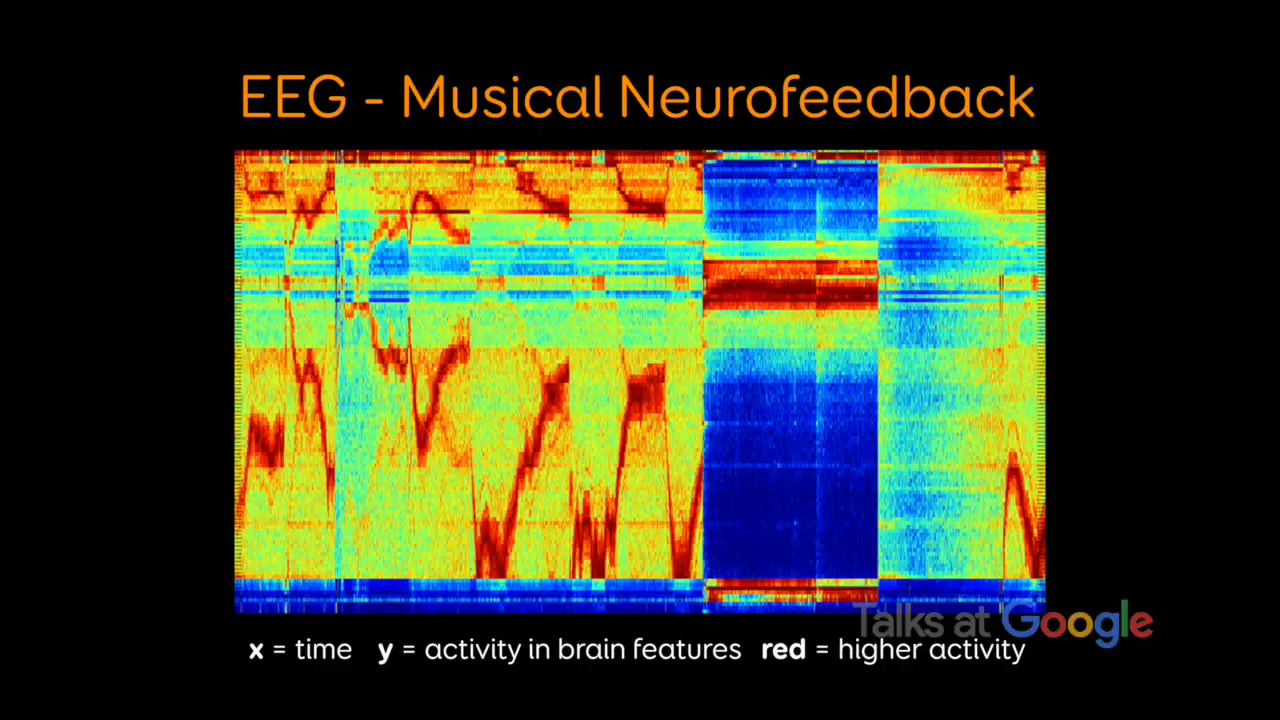 EEG - Musical Neurofeedback
Talks at Google
x = time y = activity in brain features red = higher activity